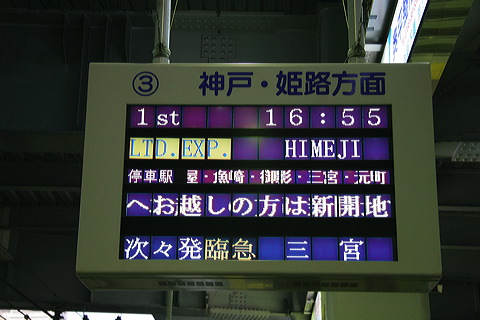 ③ 神戸・姫路方面
1st 16:55
LTD.EXP. HIMEJI
停車駅 ・魚崎・御影・三宮・元町
へお越しの方は新開地
次々発臨急 三宮